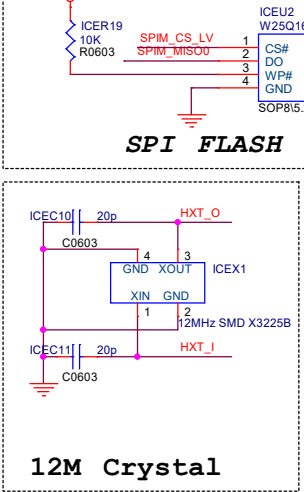 ICEU2
W25Q16
ICER19
10K
R0603
SPIM_CS_LV
SPIM_MISO0
1
2
3
4
CS#
DO
WP#
GND
SOP8\5.
SPI FLASH
ICEC10
20p
HXT_O
C0603
4
3
GND
XOUT
ICEX1
XIN
GND
1
2
12MHz SMD X3225B
ICEC11
20p
HXT_I
C0603
12M Crystal